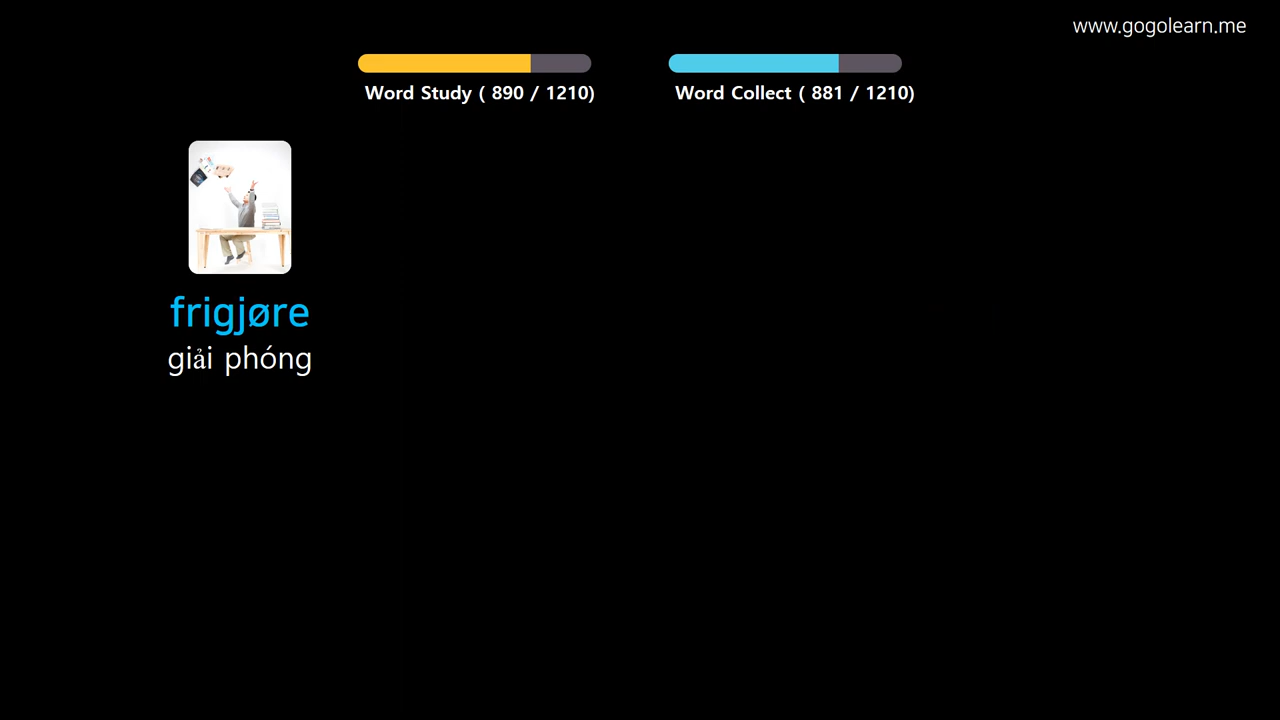 www.gogolearn.me
Word Study ( 890 / 1210)
Word Collect ( 881 / 1210)
frigjøre
giải phóng